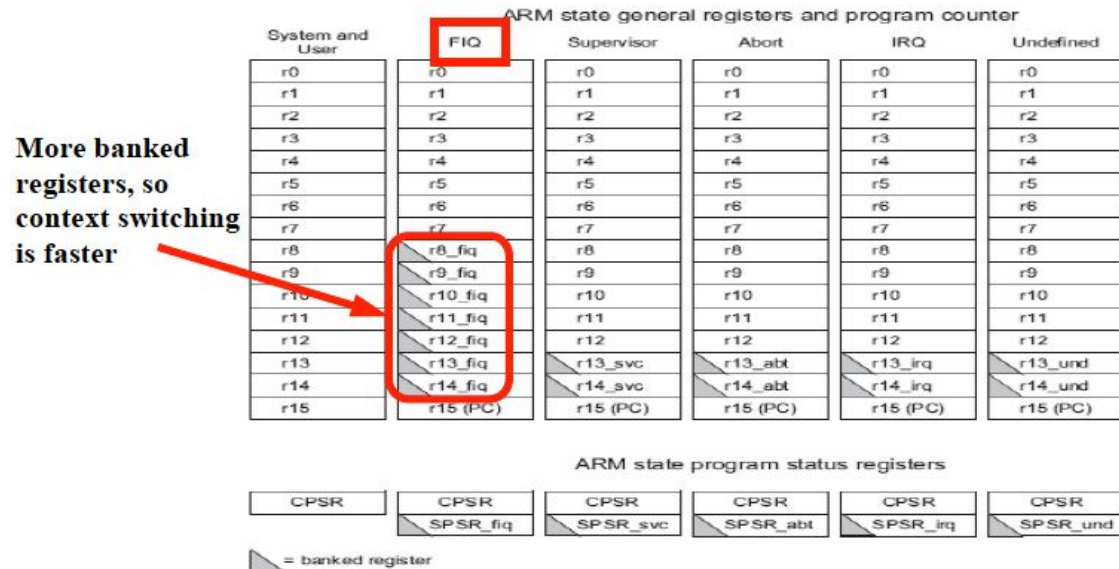 ARM state general registers and program counter
System and User FIQ Supervisor Abort IRQ Undefined
r0 r0 r0 r0 r0 r0
r1 r1 r1 r1 r1 r1
r2 r2 r2 r2 r2 r2
r3 r3 r3 r3 r3 r3
r4 r4 r4 r4 r4 r4
r5 r5 r5 r5 r5 r5
r6 r6 r6 r6 r6 r6
r7 r7 r7 r7 r7 r7
r8 r8_fiq r8 r8 r8 r8
r9 r9_fiq r9 r9 r9 r9
r10 r10_fiq r10 r10 r10 r10
r11 r11_fiq r11 r11 r11 r11
r12 r12_fiq r12 r12 r12 r12
r13 r13_fiq r13_svc r13_abt r13_irq r13_und
r14 r14_fiq r14_svc r14_abt r14_irq r14_und
r15 r15 (PC) r15 (PC) r15 (PC) r15 (PC) r15 (PC)
More banked
registers, so
context switching
is faster
ARM state program status registers
CPSR CPSR CPSR CPSR CPSR CPSR
SPSR_fiq SPSR_svc SPSR_abt SPSR_irq SPSR_und
= banked register